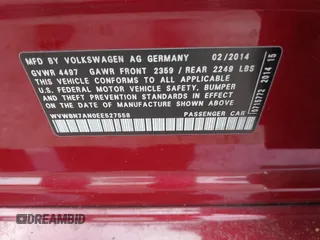 MFD BY VOLKSWAGEN AG GERMANY 02/2014
GVWR 4497 GAWR FRONT 2359 / REAR 2249 LBS
THIS VEHICLE CONFORMS TO ALL APPLICABLE
U.S. FEDERAL MOTOR VEHICLE SAFETY, BUMPER
AND THEFT PREVENTION STANDARDS IN EFFECT
ON THE DATE OF MANUFACTURE SHOWN ABOVE.
WVWBN7AN0EE527558 PASSENGER CAR
10715772 2014 15
DREAMBID